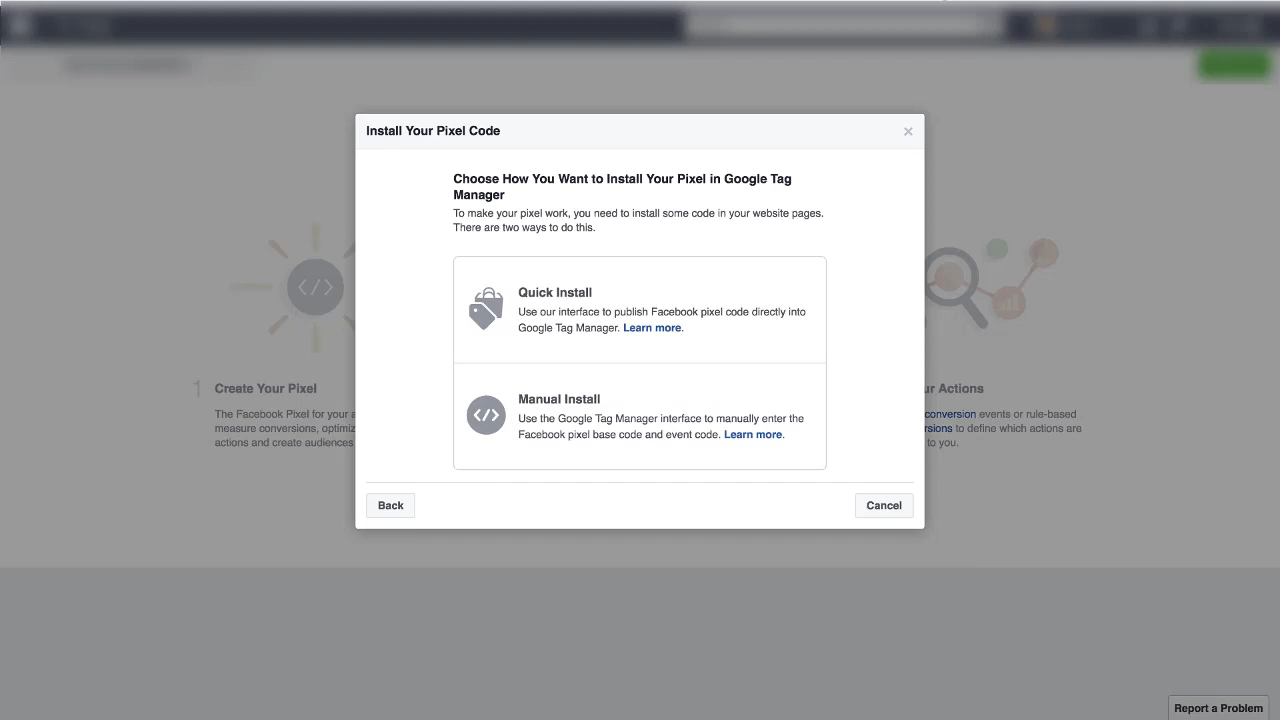 Install Your Pixel Code
×
Choose How You Want to Install Your Pixel in Google Tag
Manager
To make your pixel work, you need to install some code in your website pages.
There are two ways to do this.
Quick Install
Use our interface to publish Facebook pixel code directly into
Google Tag Manager. Learn more.
</>
Manual Install
Use the Google Tag Manager interface to manually enter the
Facebook pixel base code and event code. Learn more.
Back
Cancel
</>
1 Create Your Pixel
The Facebook Pixel for your a
measure conversions, optimiz
actions and create audiences
ur Actions
conversion events or rule-based
rsions to define which actions are
to you.
Report a Problem